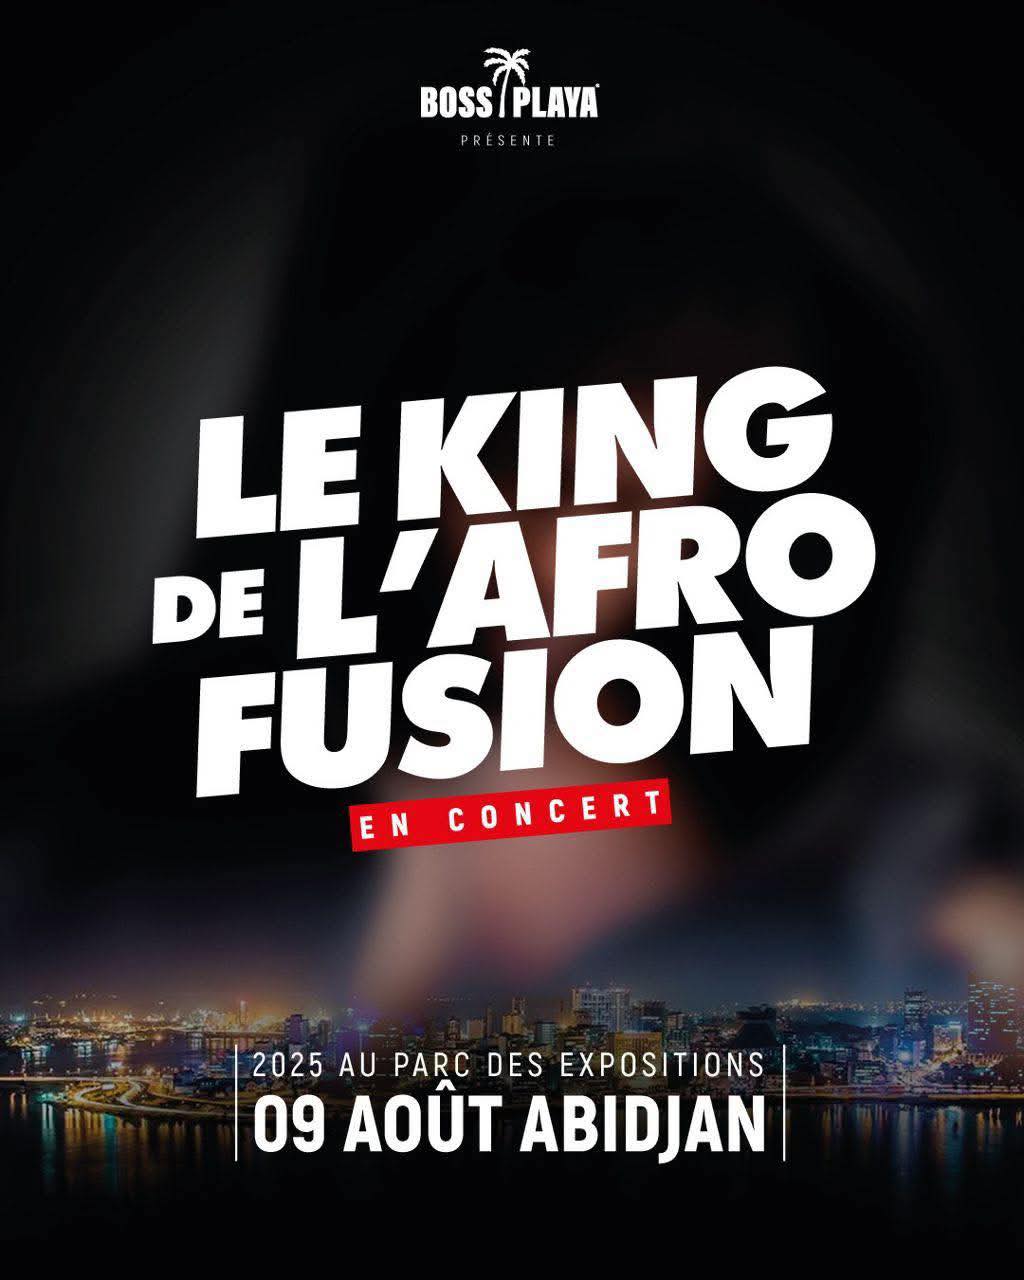 BOSS PLAYA
PRÉSENTE
LE KING
DE L'AFRO
FUSION
EN CONCERT
2025 AU PARC DES EXPOSITIONS
09 AOÛT ABIDJAN